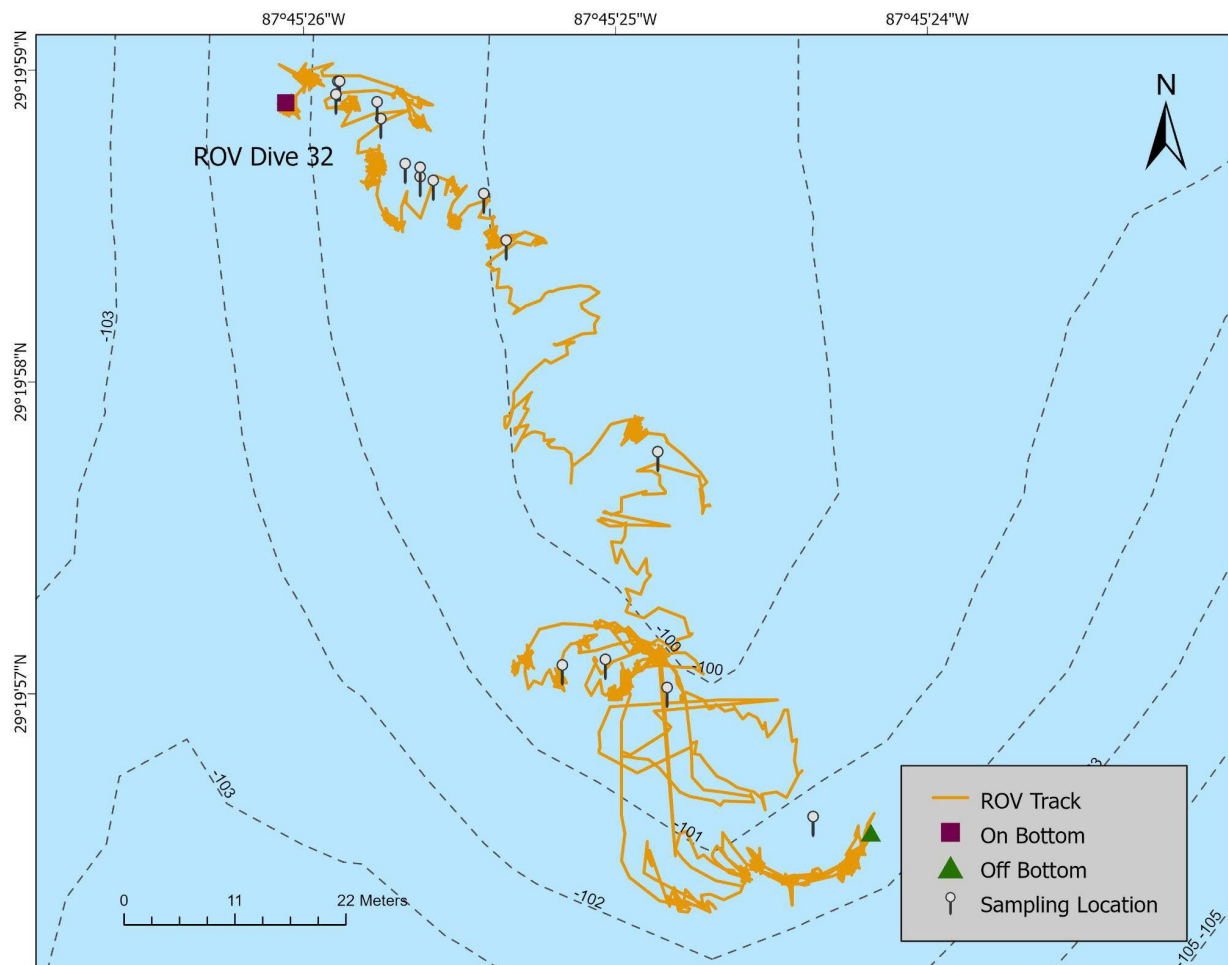 87°45'26"W
87°45'25"W
87°45'24"W
29°19'59"N
N
ROV Dive 32
-103
29°19'58"N
-100
-100
29°19'57"N
-103
-101
-102
ROV Track
On Bottom
Off Bottom
Sampling Location
0
11
22 Meters
-105
-105